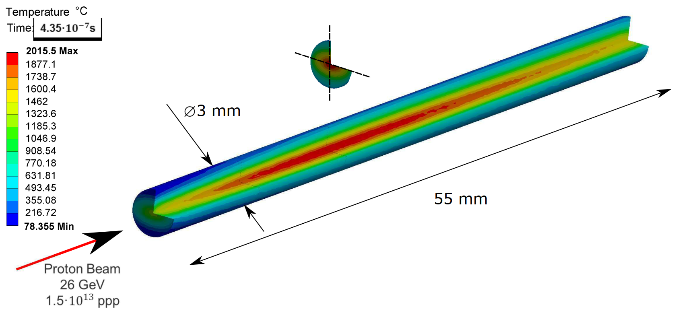 Temperature °C
Time: 4.35·10⁻⁷s
2015.5 Max
1877.1
1738.7
1600.4
1462
1323.6
1185.3
1046.9
908.54
770.18
631.81
493.45
355.08
216.72
78.355 Min
⌀3 mm
55 mm
Proton Beam
26 GeV
1.5·10¹³ ppp